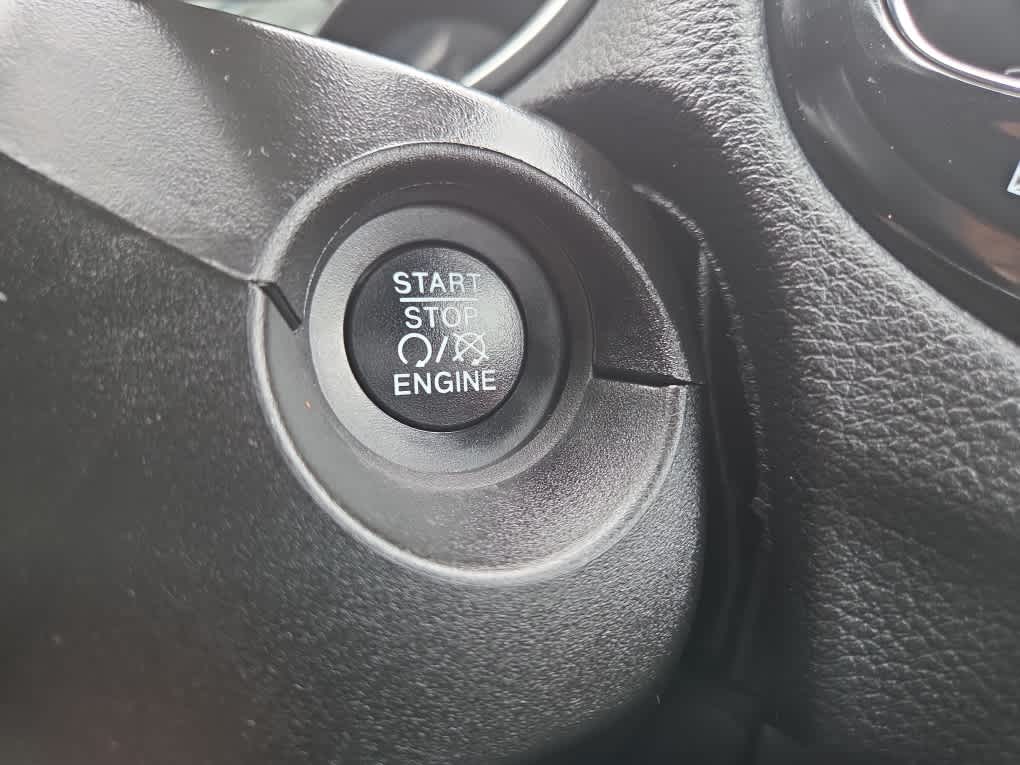 START
STOP
/
ENGINE